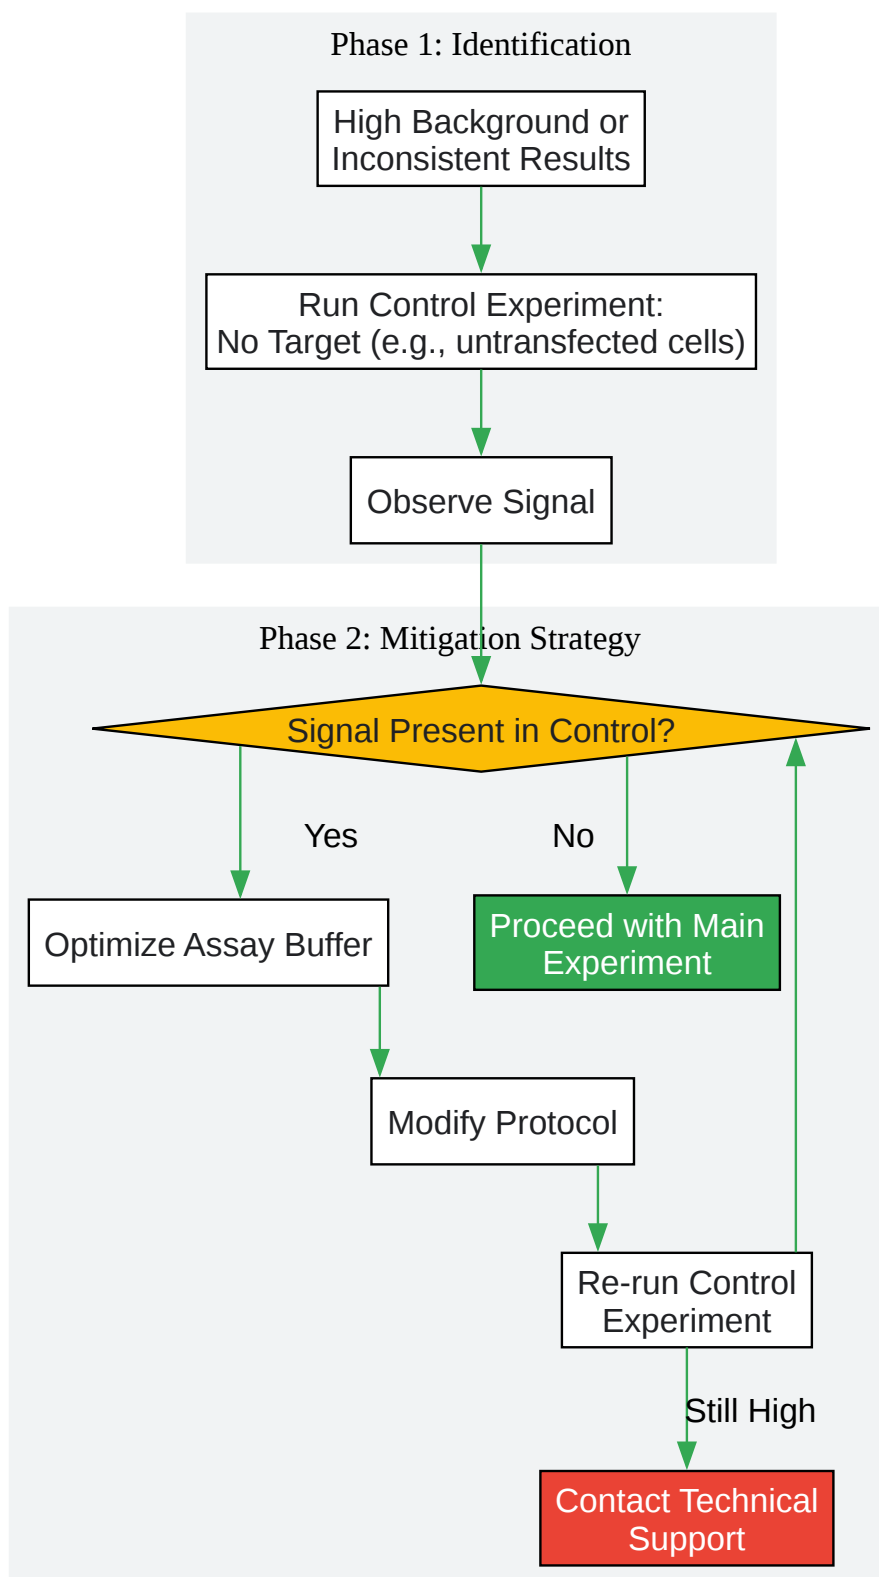 Phase 1: Identification
High Background or
Inconsistent Results
Run Control Experiment:
No Target (e.g., untransfected cells)
Observe Signal
Phase 2: Mitigation Strategy
Signal Present in Control?
Yes
No
Optimize Assay Buffer
Proceed with Main
Experiment
Modify Protocol
Re-run Control
Experiment
Still High
Contact Technical
Support